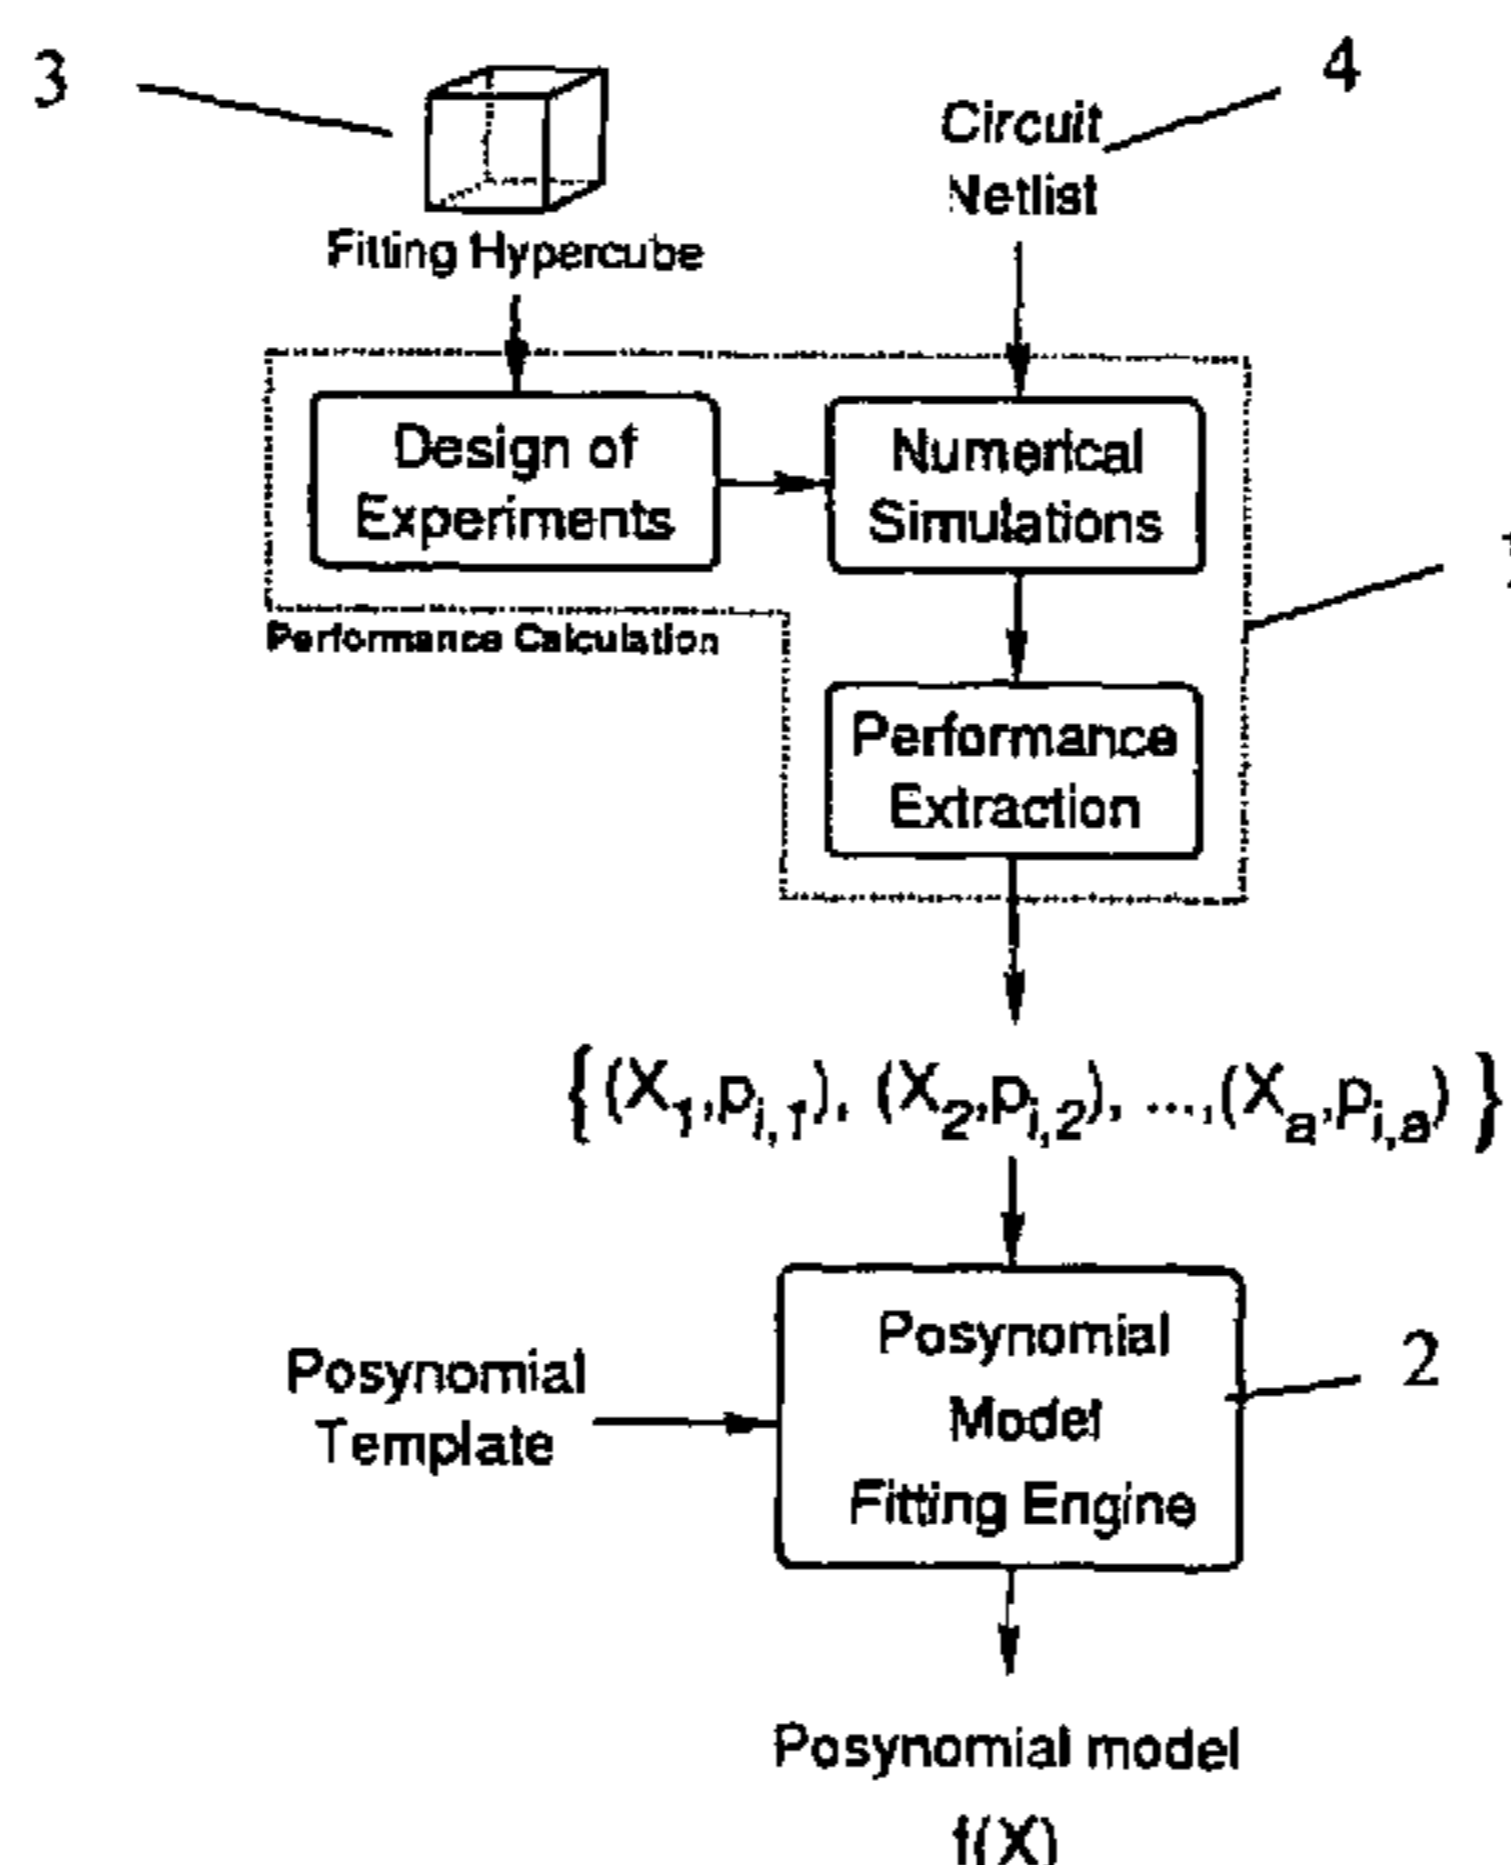 3
4
Circuit
Netlist
Fitting Hypercube
Design of
Experiments
Numerical
Simulations
Performance Calculation
Performance
Extraction
{(X1,pi,1), (X2,pi,2), ...,(Xa,pi,a)}
Posynomial
Model
Fitting Engine
2
Posynomial
Template
Posynomial model
f(X)